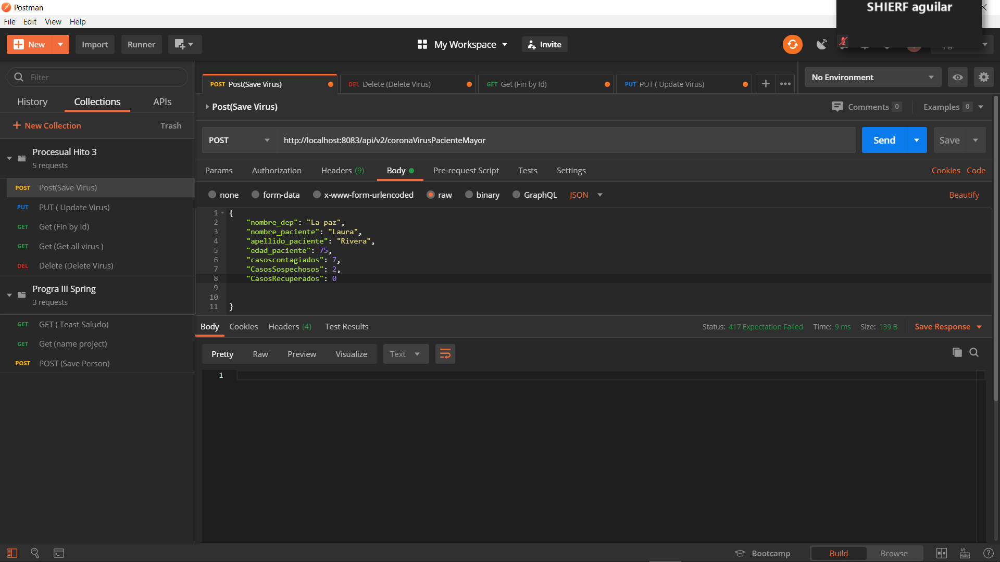 Postman
SHIERF aguilar
File Edit View Help
New Import Runner My Workspace Invite
Filter
History Collections APIs
New Collection Trash
Procesual Hito 3
5 requests
POST Post(Save Virus)
PUT PUT ( Update Virus)
GET Get (Fin by Id)
GET Get (Get all virus )
DEL Delete (Delete Virus)
Progra III Spring
3 requests
GET GET ( Teast Saludo)
GET Get (name project)
POST POST (Save Person)
POST Post(Save Virus) DEL Delete (Delete Virus) GET Get (Fin by Id) PUT PUT ( Update Virus) No Environment
Post(Save Virus) Comments 0 Examples 0
POST http://localhost:8083/api/v2/coronaVirusPacienteMayor Send Save
Params Authorization Headers (9) Body Pre-request Script Tests Settings Cookies Code
none form-data x-www-form-urlencoded raw binary GraphQL JSON Beautify
1 {
2 "nombre_dep": "La paz",
3 "nombre_paciente": "Laura",
4 "apellido_paciente": "Rivera",
5 "edad_paciente": 75,
6 "casoscontagiados": 7,
7 "CasosSospechosos": 2,
8 "CasosRecuperados": 0
9
10
11 }
Body Cookies Headers (4) Test Results Status: 417 Expectation Failed Time: 9 ms Size: 139 B Save Response
Pretty Raw Preview Visualize Text
1
Bootcamp Build Browse